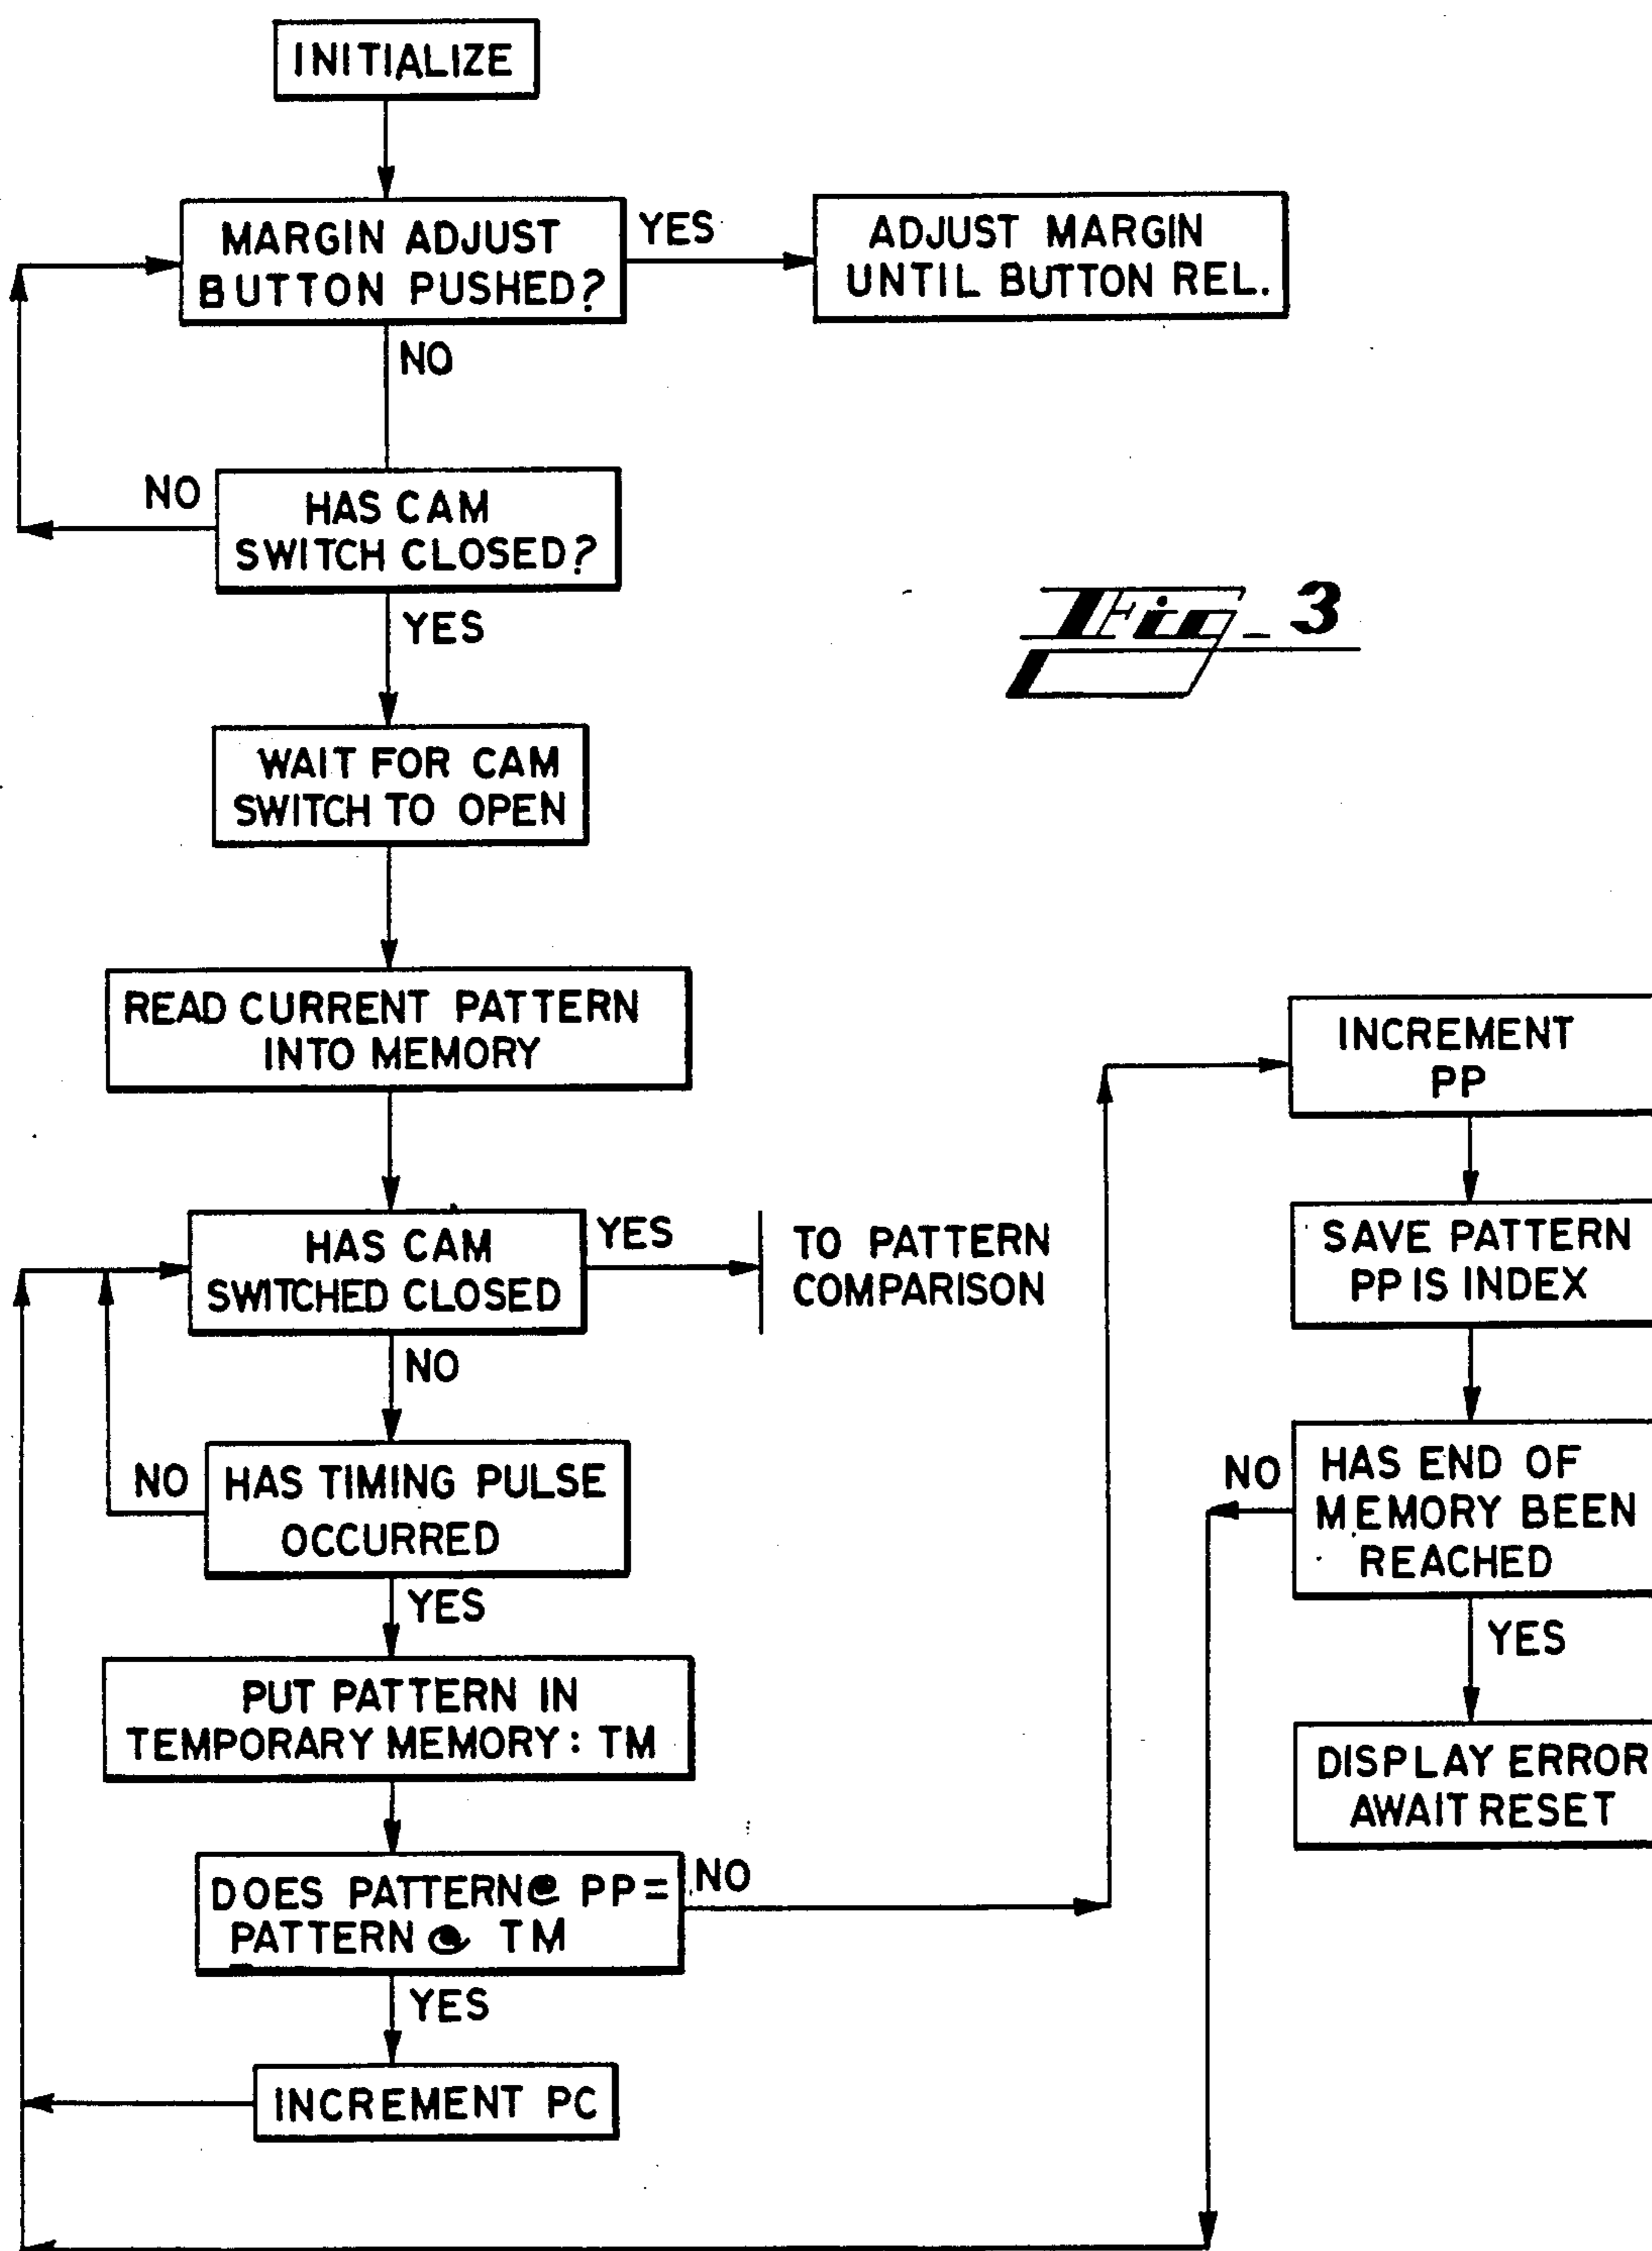 INITIALIZE
MARGIN ADJUST
BUTTON PUSHED?
YES
ADJUST MARGIN
UNTIL BUTTON REL.
NO
NO
HAS CAM
SWITCH CLOSED?
YES
Fig_3
WAIT FOR CAM
SWITCH TO OPEN
READ CURRENT PATTERN
INTO MEMORY
HAS CAM
SWITCHED CLOSED
YES
TO PATTERN
COMPARISON
NO
NO
HAS TIMING PULSE
OCCURRED
YES
PUT PATTERN IN
TEMPORARY MEMORY: TM
DOES PATTERN@ PP=
PATTERN@ TM
NO
YES
INCREMENT PC
INCREMENT
PP
SAVE PATTERN
PP IS INDEX
NO
HAS END OF
MEMORY BEEN
REACHED
YES
DISPLAY ERROR
AWAIT RESET